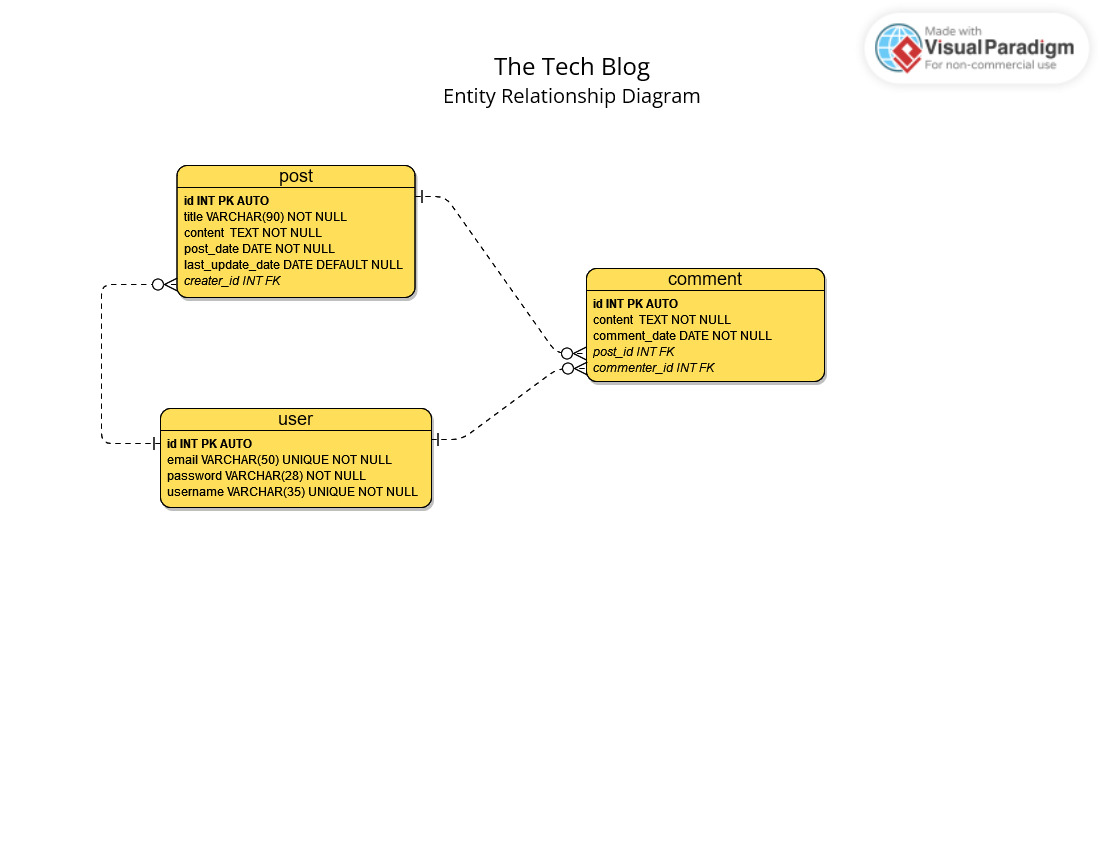 Made with
Visual Paradigm
For non-commercial use
The Tech Blog
Entity Relationship Diagram
post
id INT PK AUTO
title VARCHAR(90) NOT NULL
content  TEXT NOT NULL
post_date DATE NOT NULL
last_update_date DATE DEFAULT NULL
creater_id INT FK
comment
id INT PK AUTO
content  TEXT NOT NULL
comment_date DATE NOT NULL
post_id INT FK
commenter_id INT FK
user
id INT PK AUTO
email VARCHAR(50) UNIQUE NOT NULL
password VARCHAR(28) NOT NULL
username VARCHAR(35) UNIQUE NOT NULL